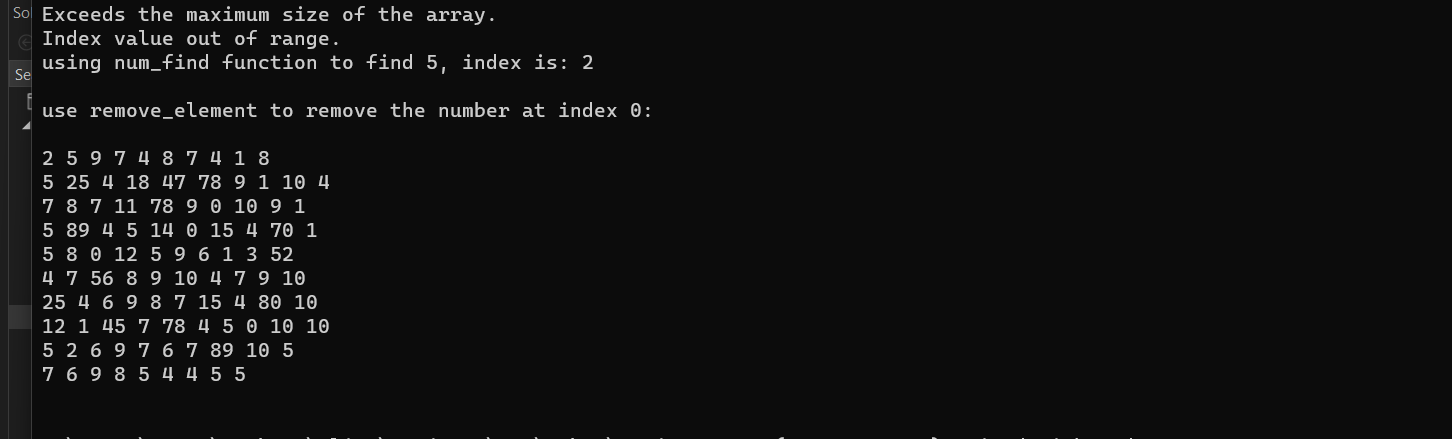 Exceeds the maximum size of the array.
Index value out of range.
using num_find function to find 5, index is: 2
use remove_element to remove the number at index 0:
2 5 9 7 4 8 7 4 1 8
5 25 4 18 47 78 9 1 10 4
7 8 7 11 78 9 0 10 9 1
5 89 4 5 14 0 15 4 70 1
5 8 0 12 5 9 6 1 3 52
4 7 56 8 9 10 4 7 9 10
25 4 6 9 8 7 15 4 80 10
12 1 45 7 78 4 5 0 10 10
5 2 6 9 7 6 7 89 10 5
7 6 9 8 5 4 4 5 5